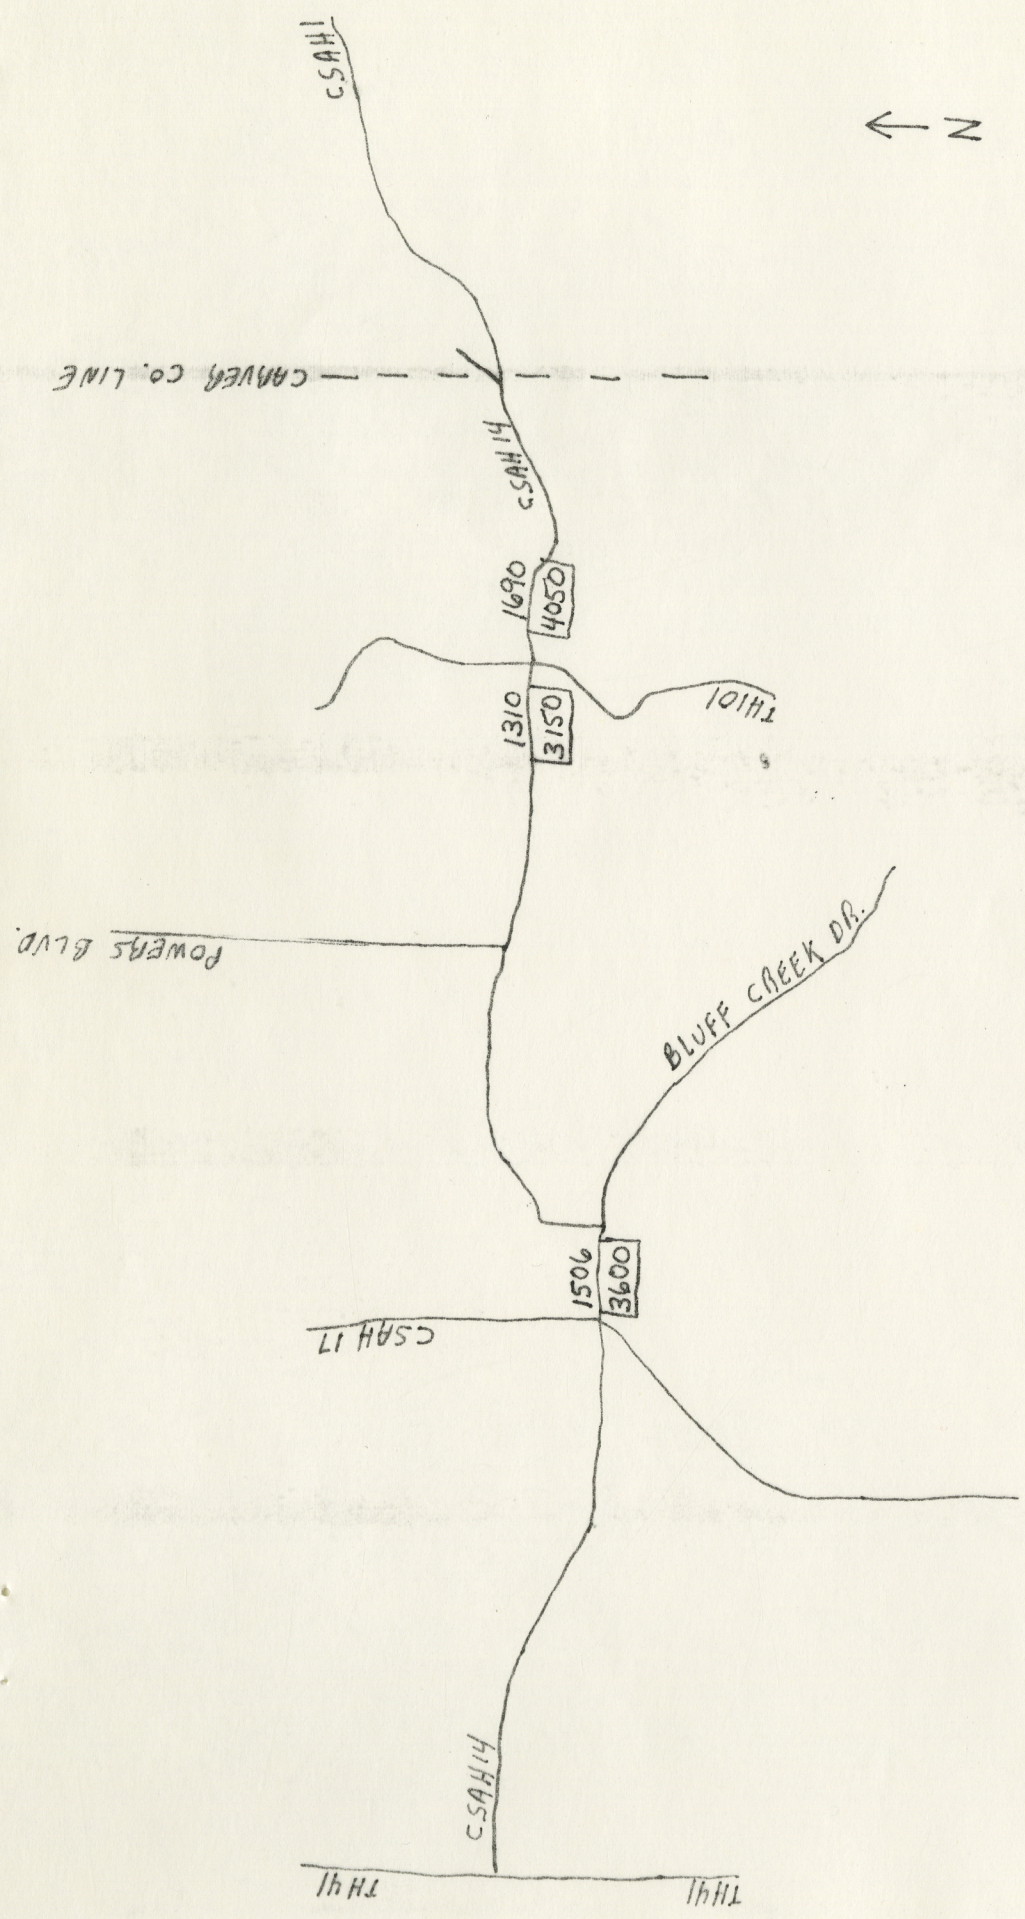 CSAH 1
N
CARVER CO. LINE
CSAH 14
1690
4050
TH 101
1310
3150
POWERS BLVD.
BLUFF CREEK DR.
1506
3600
CSAH 17
CSAH 14
TH 41
TH 41